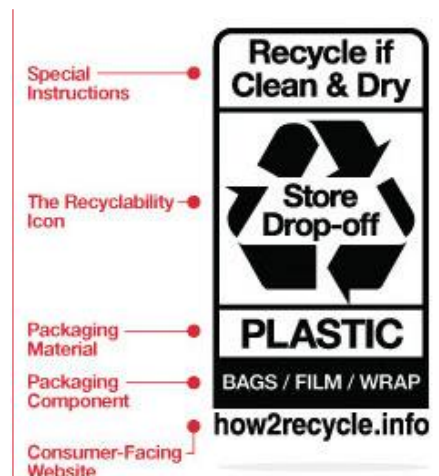 Special
Instructions
Recycle if
Clean & Dry
The Recyclability
Icon
Store
Drop-off
Packaging
Material
PLASTIC
Packaging
Component
BAGS / FILM / WRAP
how2recycle.info
Consumer-Facing
Website